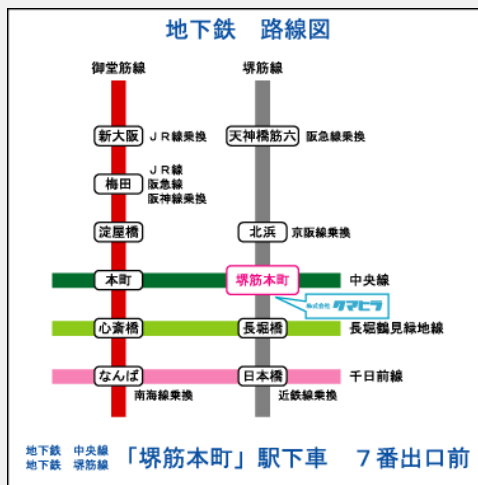 地下鉄 路線図
御堂筋線 堺筋線
新大阪 JR線乗換 天神橋筋六 阪急線乗換
JR線
梅田 阪急線
阪神線乗換
淀屋橋 北浜 京阪線乗換
本町 堺筋本町 中央線
株式会社 クマヒラ
心斎橋 長堀橋 長堀鶴見緑地線
なんば 日本橋 千日前線
南海線乗換 近鉄線乗換
地下鉄 中央線
地下鉄 堺筋線
「堺筋本町」駅下車 7番出口前